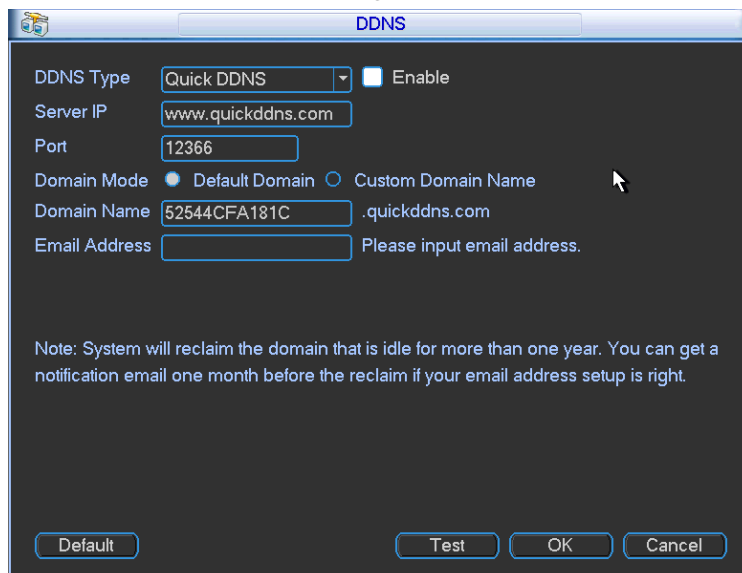 DDNS
DDNS Type Quick DDNS Enable
Server IP www.quickddns.com
Port 12366
Domain Mode Default Domain Custom Domain Name
Domain Name 52544CFA181C .quickddns.com
Email Address Please input email address.
Note: System will reclaim the domain that is idle for more than one year. You can get a
notification email one month before the reclaim if your email address setup is right.
Default Test OK Cancel